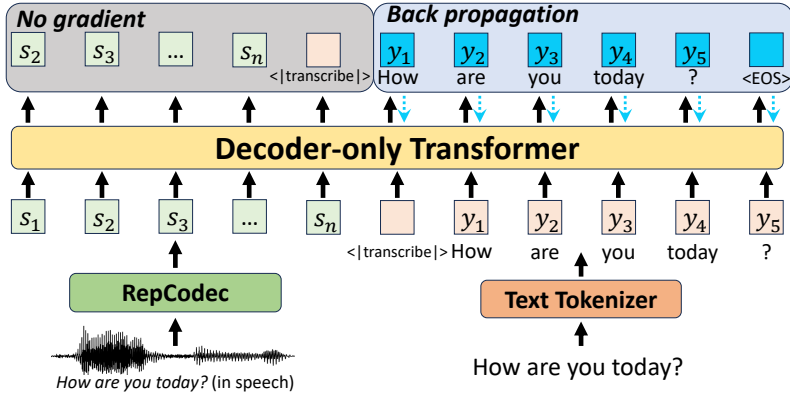 No gradient Back propagation
s₂ s₃ ... sₙ y₁ y₂ y₃ y₄ y₅
<|transcribe|> How are you today ? <EOS>
Decoder-only Transformer
s₁ s₂ s₃ ... sₙ y₁ y₂ y₃ y₄ y₅
<|transcribe|> How are you today ?
RepCodec Text Tokenizer
How are you today? (in speech) How are you today?